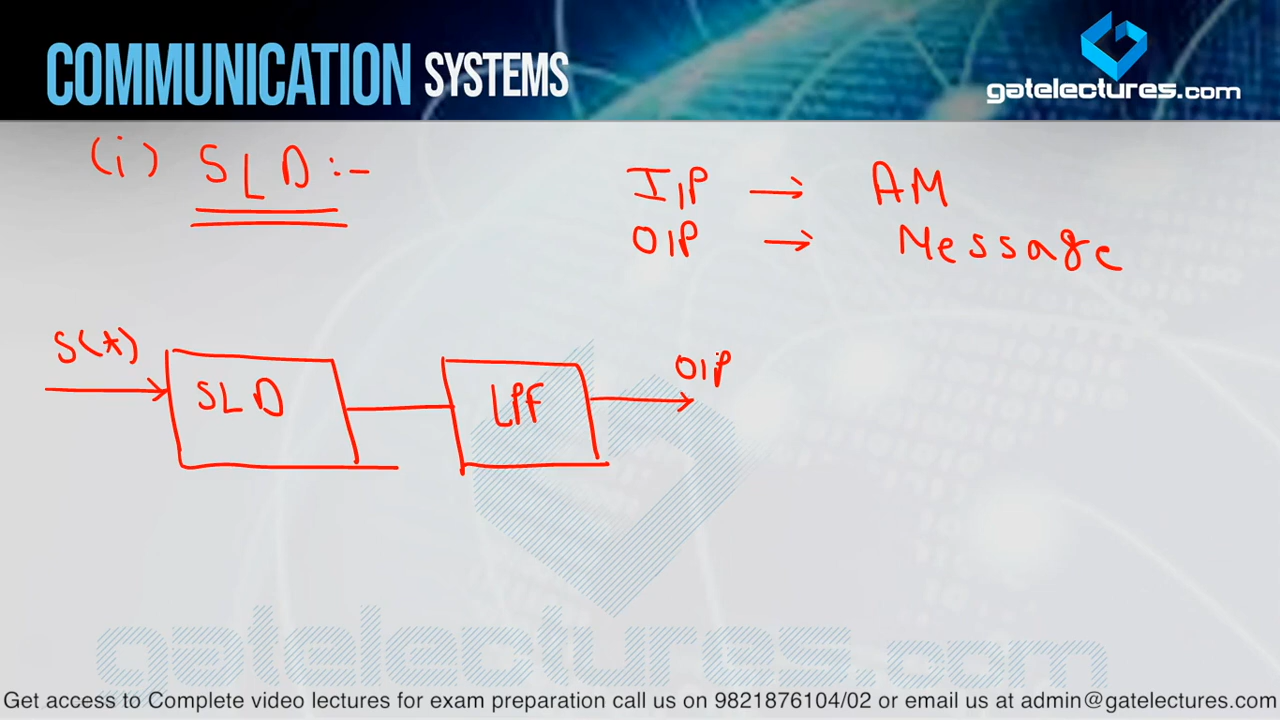 COMMUNICATION SYSTEMS
gatelectures.com
(i) SLD:-
I/P → AM
O/P → Message
S(t)
SLD
LPF
O/P
gatelectures.com
Get access to Complete video lectures for exam preparation call us on 9821876104/02 or email us at admin@gatelectures.com